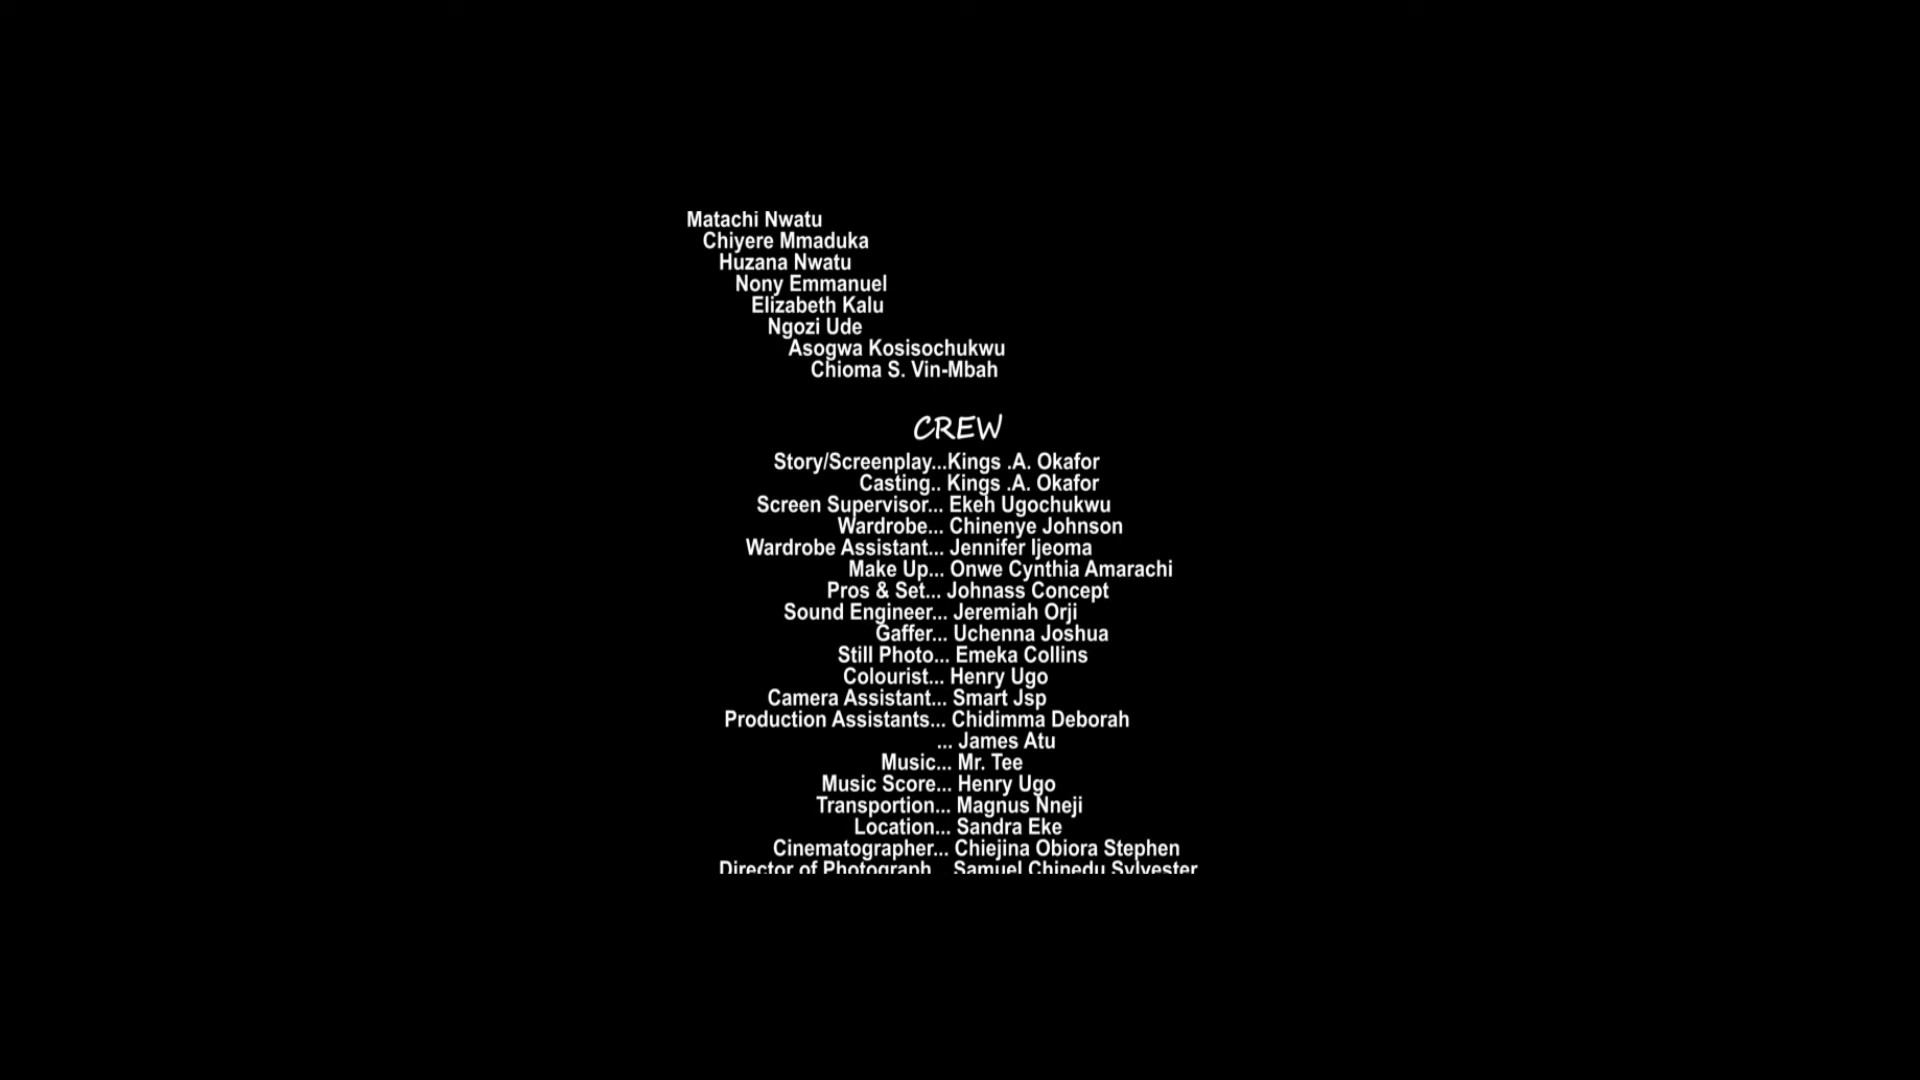 Matachi Nwatu
Chiyere Mmaduka
Huzana Nwatu
Nony Emmanuel
Elizabeth Kalu
Ngozi Ude
Asogwa Kosisochukwu
Chioma S. Vin-Mbah
CREW
Story/Screenplay...Kings .A. Okafor
Casting.. Kings .A. Okafor
Screen Supervisor... Ekeh Ugochukwu
Wardrobe... Chinenye Johnson
Wardrobe Assistant... Jennifer Ijeoma
Make Up... Onwe Cynthia Amarachi
Pros & Set... Johnass Concept
Sound Engineer... Jeremiah Orji
Gaffer... Uchenna Joshua
Still Photo... Emeka Collins
Colourist... Henry Ugo
Camera Assistant... Smart Jsp
Production Assistants... Chidimma Deborah
... James Atu
Music... Mr. Tee
Music Score... Henry Ugo
Transportion... Magnus Nneji
Location... Sandra Eke
Cinematographer... Chiejina Obiora Stephen
Director of Photograph... Samuel Chinedu Sylvester